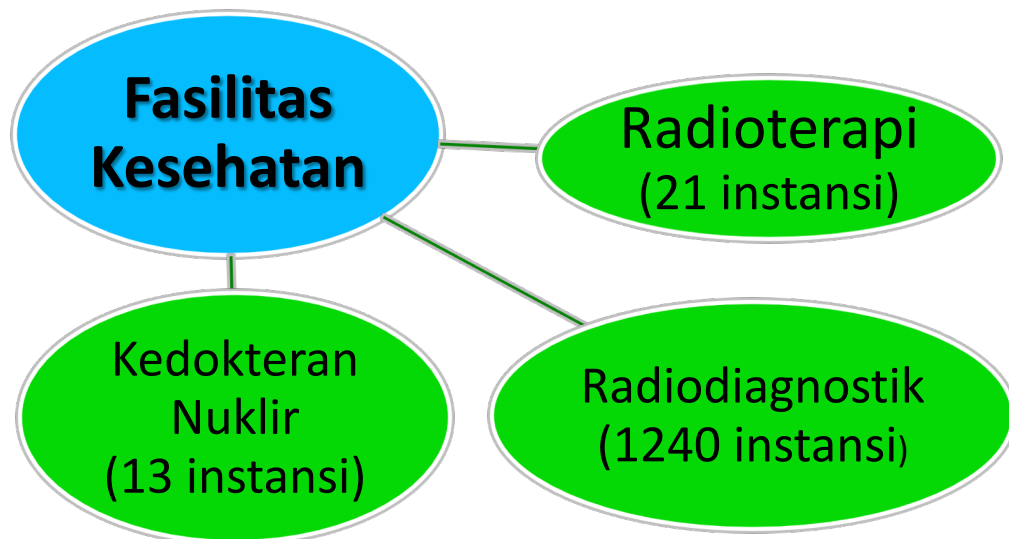 Fasilitas
Kesehatan
Radioterapi
(21 instansi)
Kedokteran
Nuklir
(13 instansi)
Radiodiagnostik
(1240 instansi)